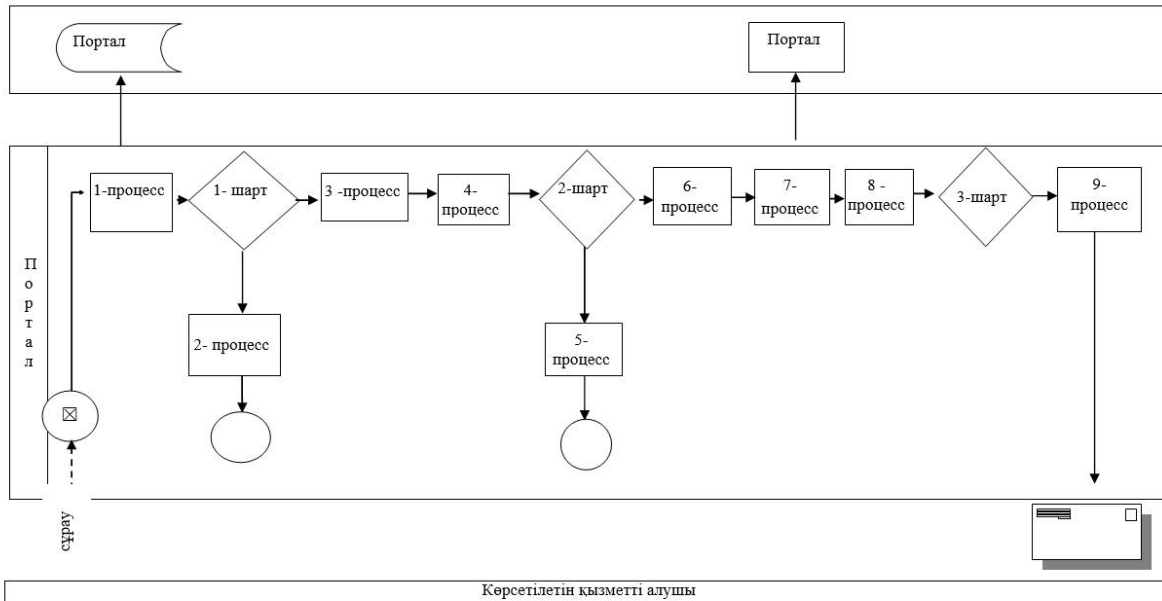 Портал
Портал
1-процесс
1- шарт
3 -процесс
4-
процесс
2-шарт
6-
процесс
7-
процесс
8 -
процесс
3-шарт
9-
процесс
Портал
2- процесс
5-
процесс
сұрау
Көрсетілетін қызметті алушы